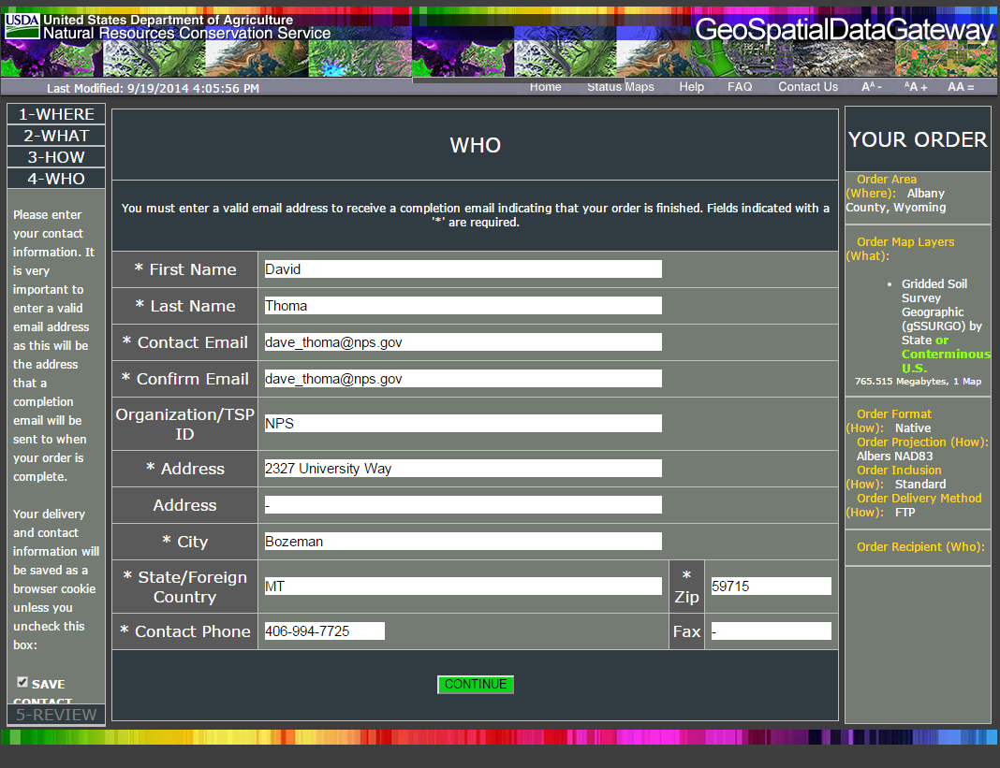 USDA United States Department of Agriculture
Natural Resources Conservation Service
GeoSpatialDataGateway
Last Modified: 9/19/2014 4:05:56 PM
Home Status Maps Help FAQ Contact Us Aᴬ - ᴬA + AA =
1-WHERE
2-WHAT
3-HOW
4-WHO
Please enter
your contact
information. It
is very
important to
enter a valid
email address
as this will be
the address
that a
completion
email will be
sent to when
your order is
complete.
Your delivery
and contact
information will
be saved as a
browser cookie
unless you
uncheck this
box:
SAVE
CONTACT
5-REVIEW
WHO
You must enter a valid email address to receive a completion email indicating that your order is finished. Fields indicated with a
'*' are required.
* First Name David
* Last Name Thoma
* Contact Email dave_thoma@nps.gov
* Confirm Email dave_thoma@nps.gov
Organization/TSP
ID NPS
* Address 2327 University Way
Address -
* City Bozeman
* State/Foreign
Country MT * Zip 59715
* Contact Phone 406-994-7725 Fax -
CONTINUE
YOUR ORDER
Order Area
(Where): Albany
County, Wyoming
Order Map Layers
(What):
• Gridded Soil
Survey
Geographic
(gSSURGO) by
State or
Conterminous
U.S.
765.515 Megabytes, 1 Map
Order Format
(How): Native
Order Projection (How):
Albers NAD83
Order Inclusion
(How): Standard
Order Delivery Method
(How): FTP
Order Recipient (Who):